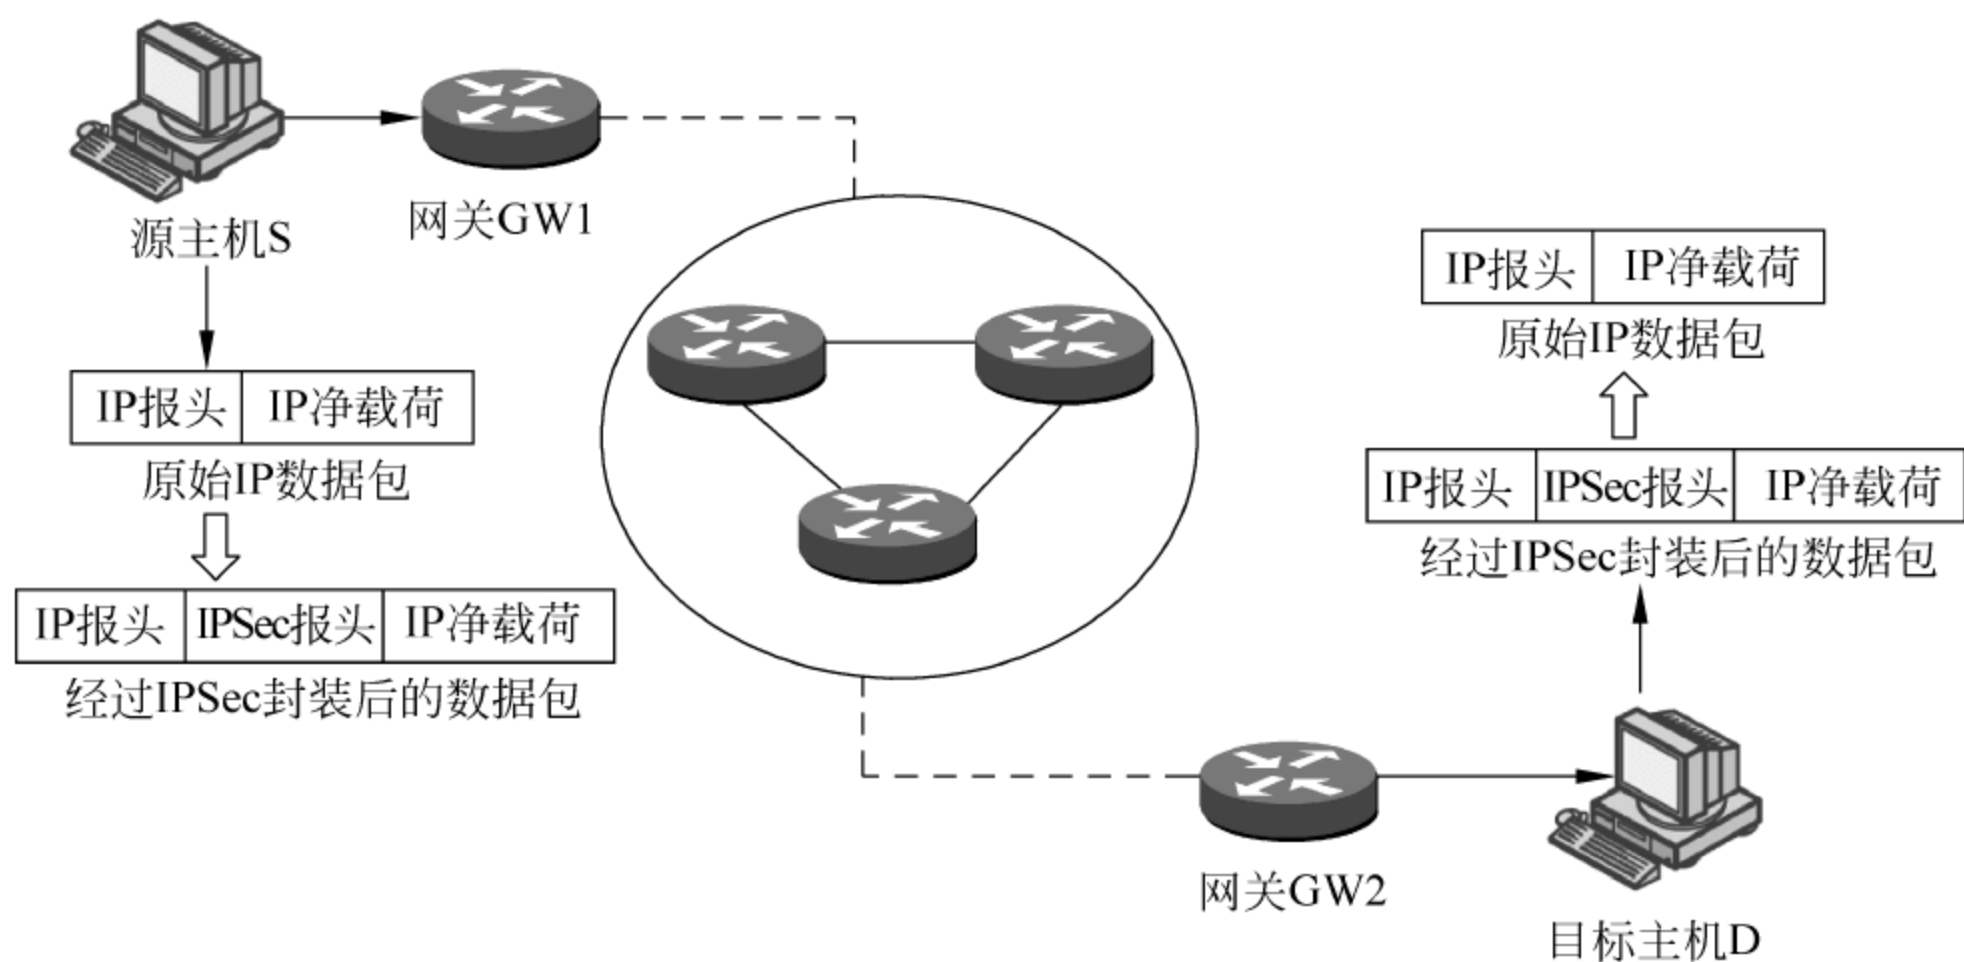 源主机S
网关GW1
IP报头 IP净载荷
原始IP数据包
IP报头 IPSec报头 IP净载荷
经过IPSec封装后的数据包
IP报头 IP净载荷
原始IP数据包
IP报头 IPSec报头 IP净载荷
经过IPSec封装后的数据包
网关GW2
目标主机D